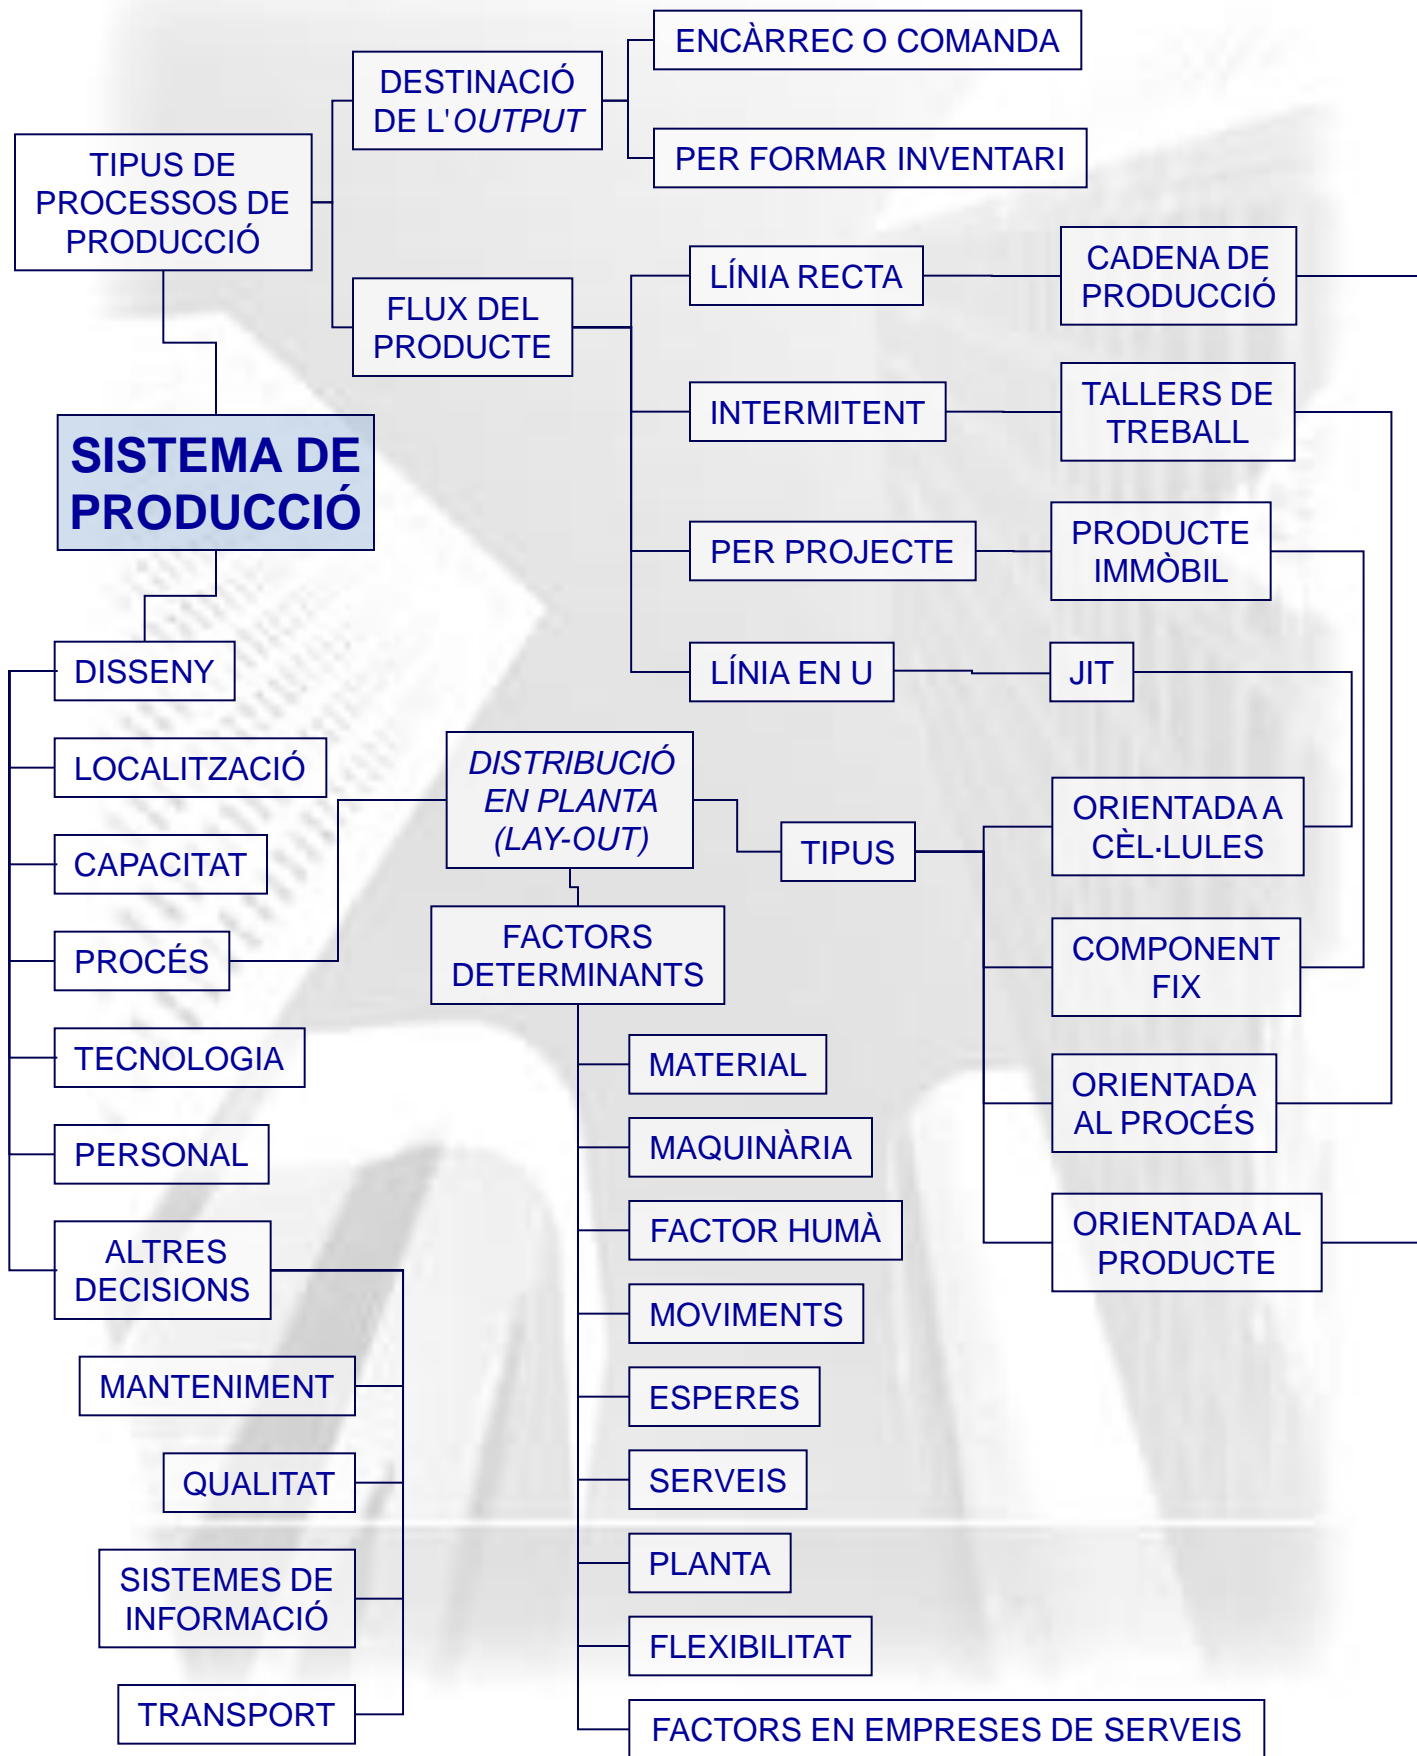 ENCÀRREC O COMANDA
DESTINACIÓ
DE L'OUTPUT
PER FORMAR INVENTARI
TIPUS DE
PROCESSOS DE
PRODUCCIÓ
LÍNIA RECTA
CADENA DE
PRODUCCIÓ
FLUX DEL
PRODUCTE
INTERMITENT
TALLERS DE
TREBALL
SISTEMA DE
PRODUCCIÓ
PER PROJECTE
PRODUCTE
IMMÒBIL
DISSENY
LÍNIA EN U
JIT
LOCALITZACIÓ
DISTRIBUCIÓ
EN PLANTA
(LAY-OUT)
TIPUS
ORIENTADA A
CÈL·LULES
CAPACITAT
PROCÉS
FACTORS
DETERMINANTS
COMPONENT
FIX
TECNOLOGIA
MATERIAL
ORIENTADA
AL PROCÉS
PERSONAL
MAQUINÀRIA
ALTRES
DECISIONS
FACTOR HUMÀ
ORIENTADA AL
PRODUCTE
MOVIMENTS
MANTENIMENT
ESPERES
QUALITAT
SERVEIS
SISTEMES DE
INFORMACIÓ
PLANTA
FLEXIBILITAT
TRANSPORT
FACTORS EN EMPRESES DE SERVEIS